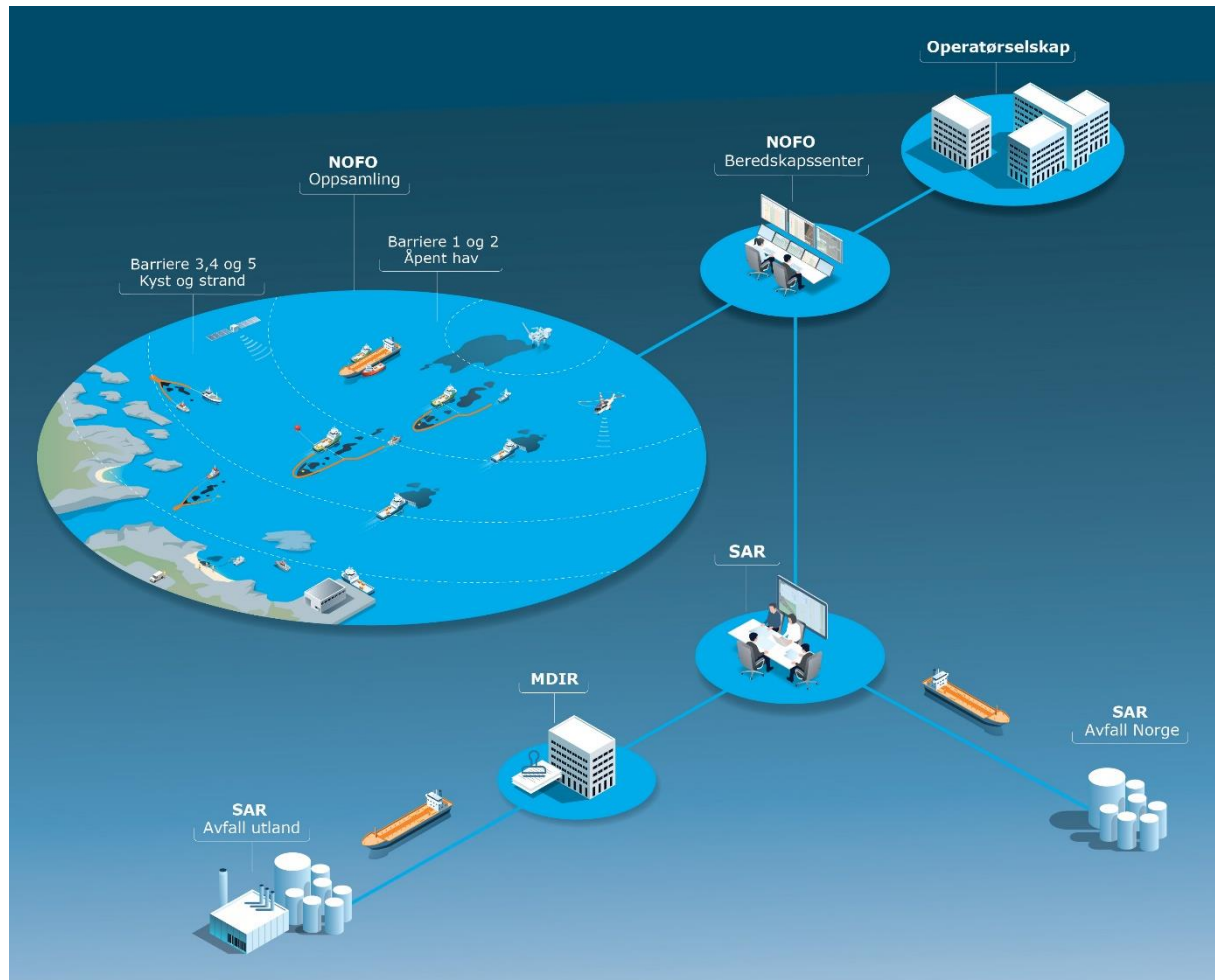 Operatørselskap
NOFO
Beredskapssenter
NOFO
Oppsamling
Barriere 1 og 2
Åpent hav
Barriere 3,4 og 5
Kyst og strand
SAR
MDIR
SAR
Avfall Norge
SAR
Avfall utland